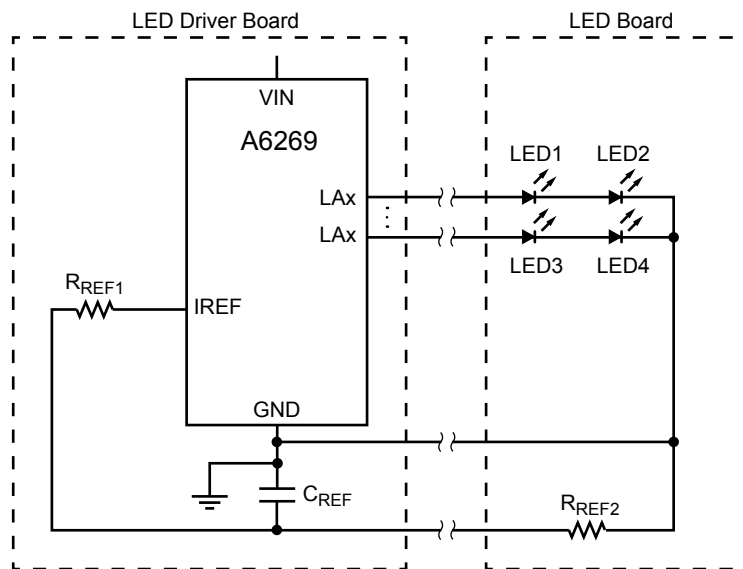 LED Driver Board
LED Board
VIN
A6269
LED1
LED2
LAx
LAx
LED3
LED4
RREF1
IREF
GND
CREF
RREF2